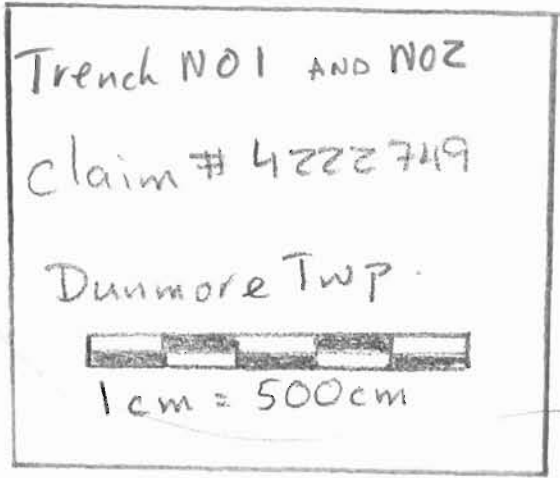 Trench NO1 AND NO2
Claim # 4222749
Dunmore Twp.
1cm = 500cm